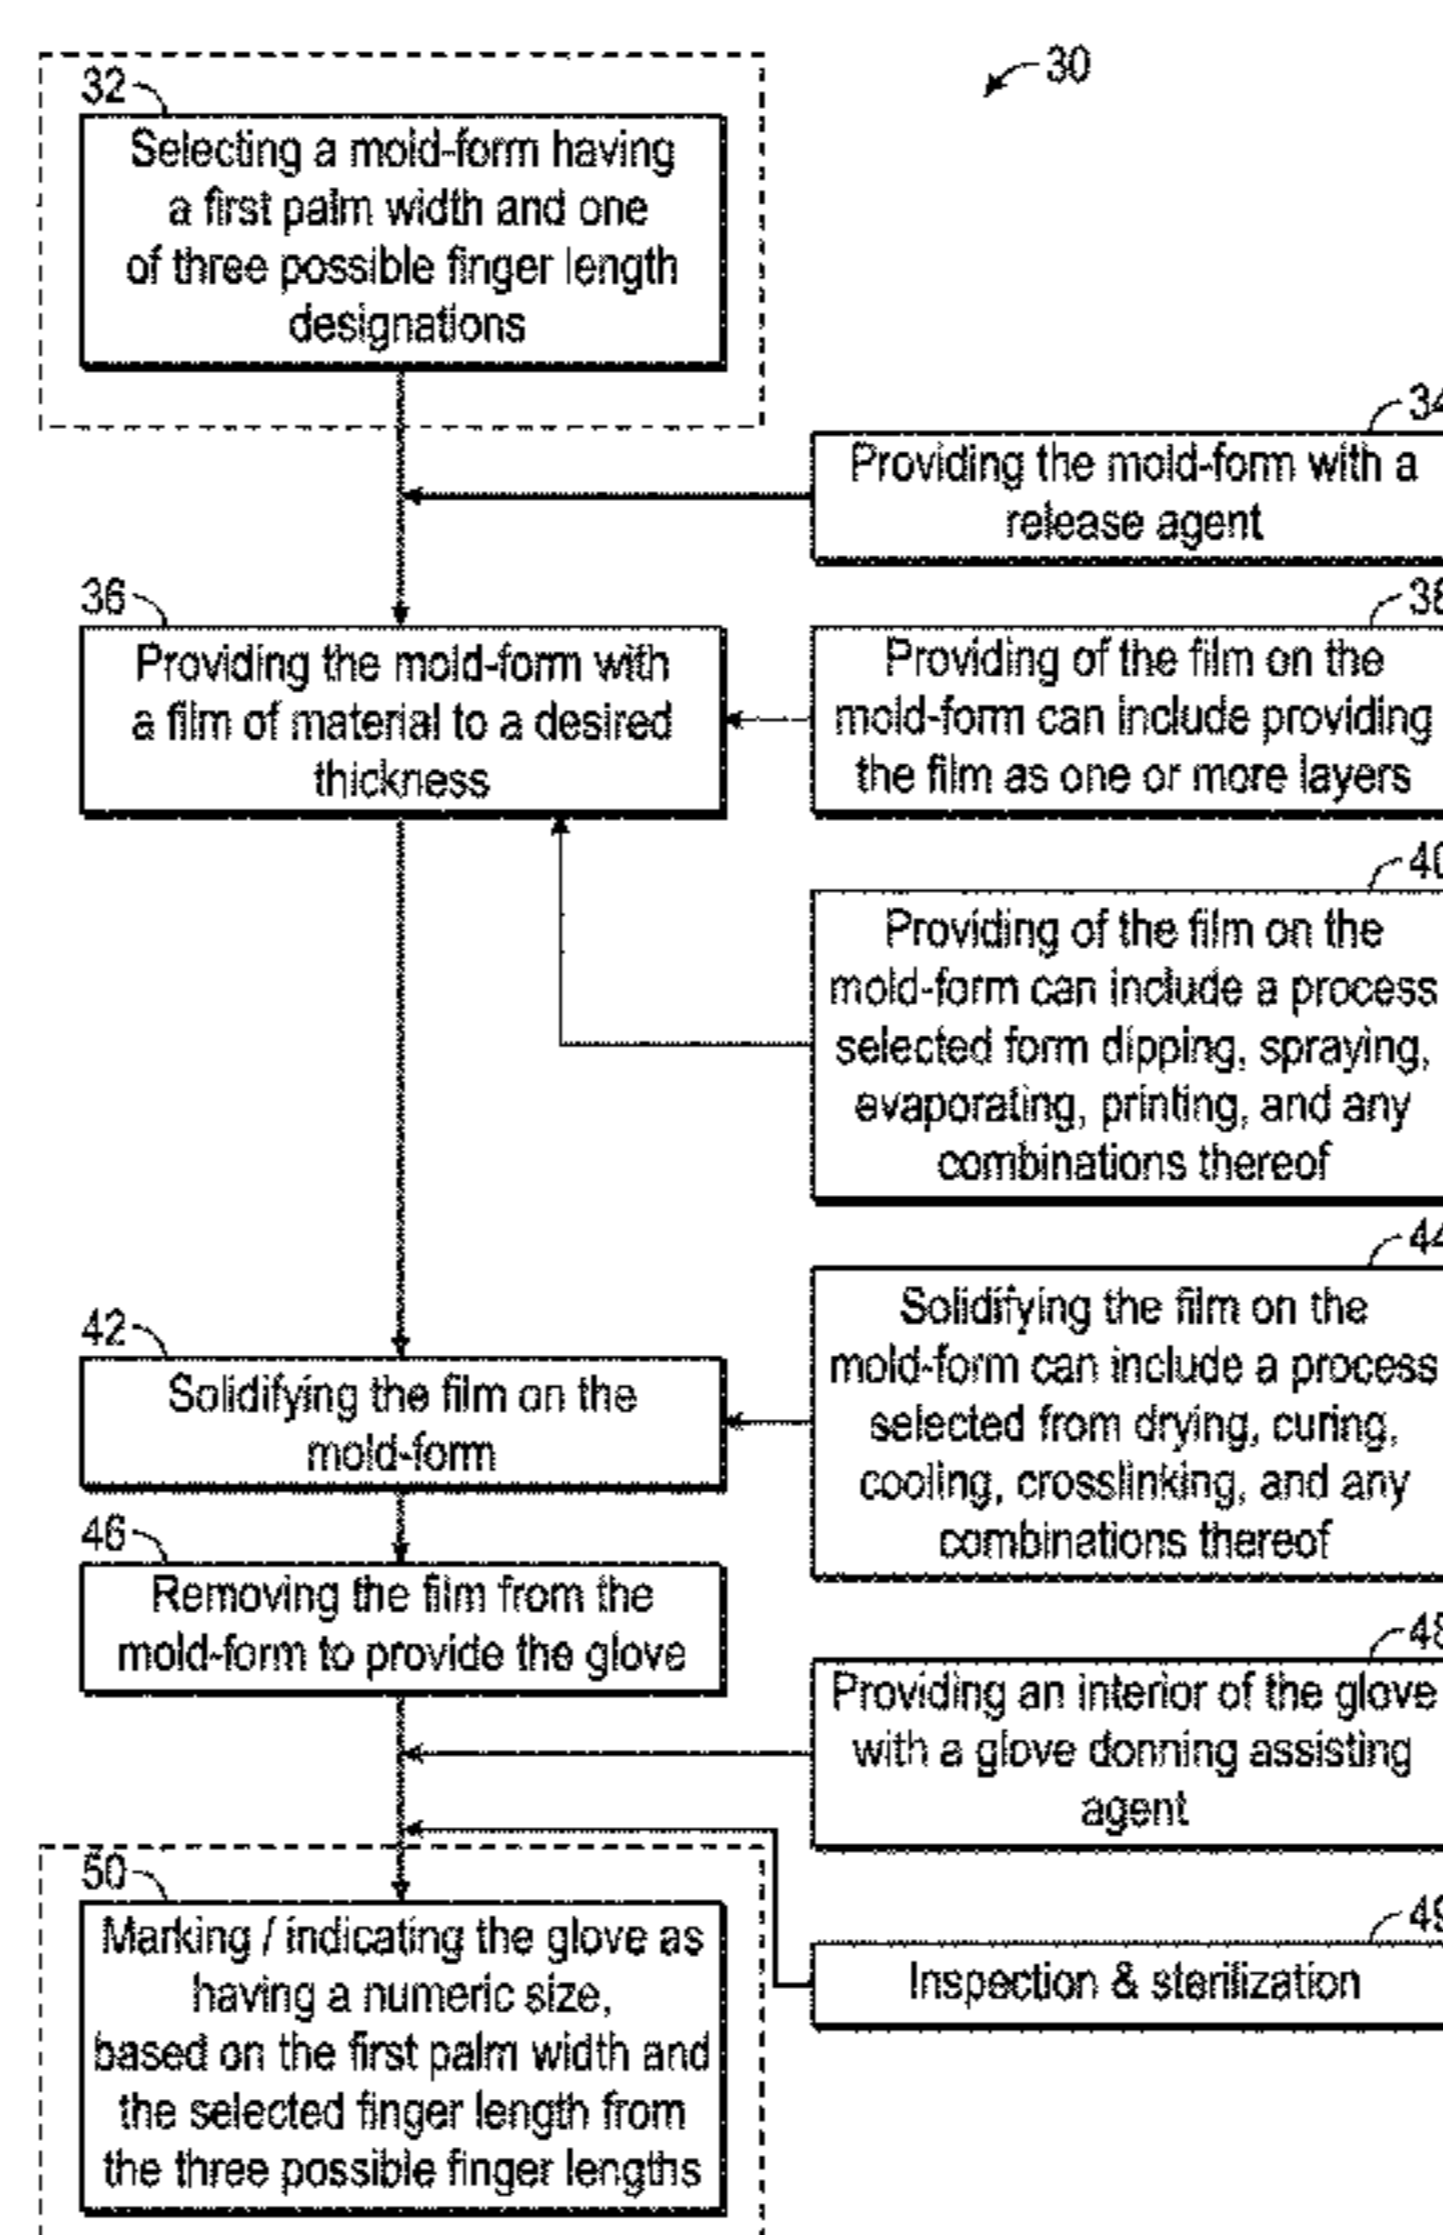 30
32
Selecting a mold-form having
a first palm width and one
of three possible finger length
designations
34
Providing the mold-form with a
release agent
36
Providing the mold-form with
a film of material to a desired
thickness
38
Providing of the film on the
mold-form can include providing
the film as one or more layers
40
Providing of the film on the
mold-form can include a process
selected form dipping, spraying,
evaporating, printing, and any
combinations thereof
42
Solidifying the film on the
mold-form
44
Solidifying the film on the
mold-form can include a process
selected from drying, curing,
cooling, crosslinking, and any
combinations thereof
46
Removing the film from the
mold-form to provide the glove
48
Providing an interior of the glove
with a glove donning assisting
agent
49
Inspection & sterilization
50
Marking / indicating the glove as
having a numeric size,
based on the first palm width and
the selected finger length from
the three possible finger lengths